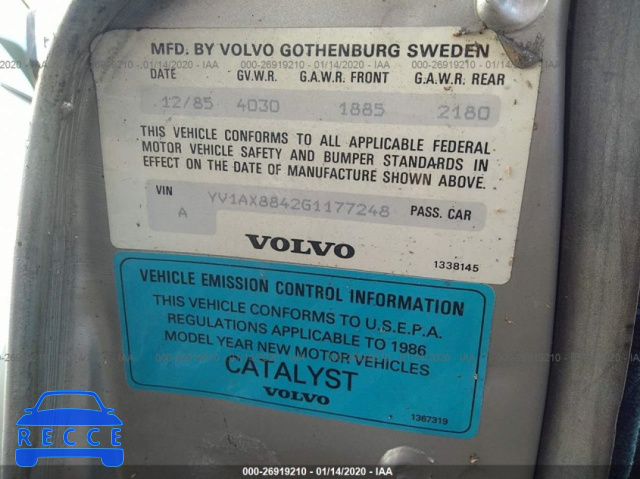 MFD. BY VOLVO GOTHENBURG SWEDEN
DATE G.V.W.R. G.A.W.R. FRONT G.A.W.R. REAR
12/85 4030 1885 2180
THIS VEHICLE CONFORMS TO ALL APPLICABLE FEDERAL
MOTOR VEHICLE SAFETY AND BUMPER STANDARDS IN
EFFECT ON THE DATE OF MANUFACTURE SHOWN ABOVE.
VIN YV1AX8842G1177248 PASS. CAR
A
VOLVO
1338145
VEHICLE EMISSION CONTROL INFORMATION
THIS VEHICLE CONFORMS TO U.S.E.P.A.
REGULATIONS APPLICABLE TO 1986
MODEL YEAR NEW MOTOR VEHICLES
CATALYST
VOLVO
1367319
RECCE
000-26919210 - 01/14/2020 - IAA